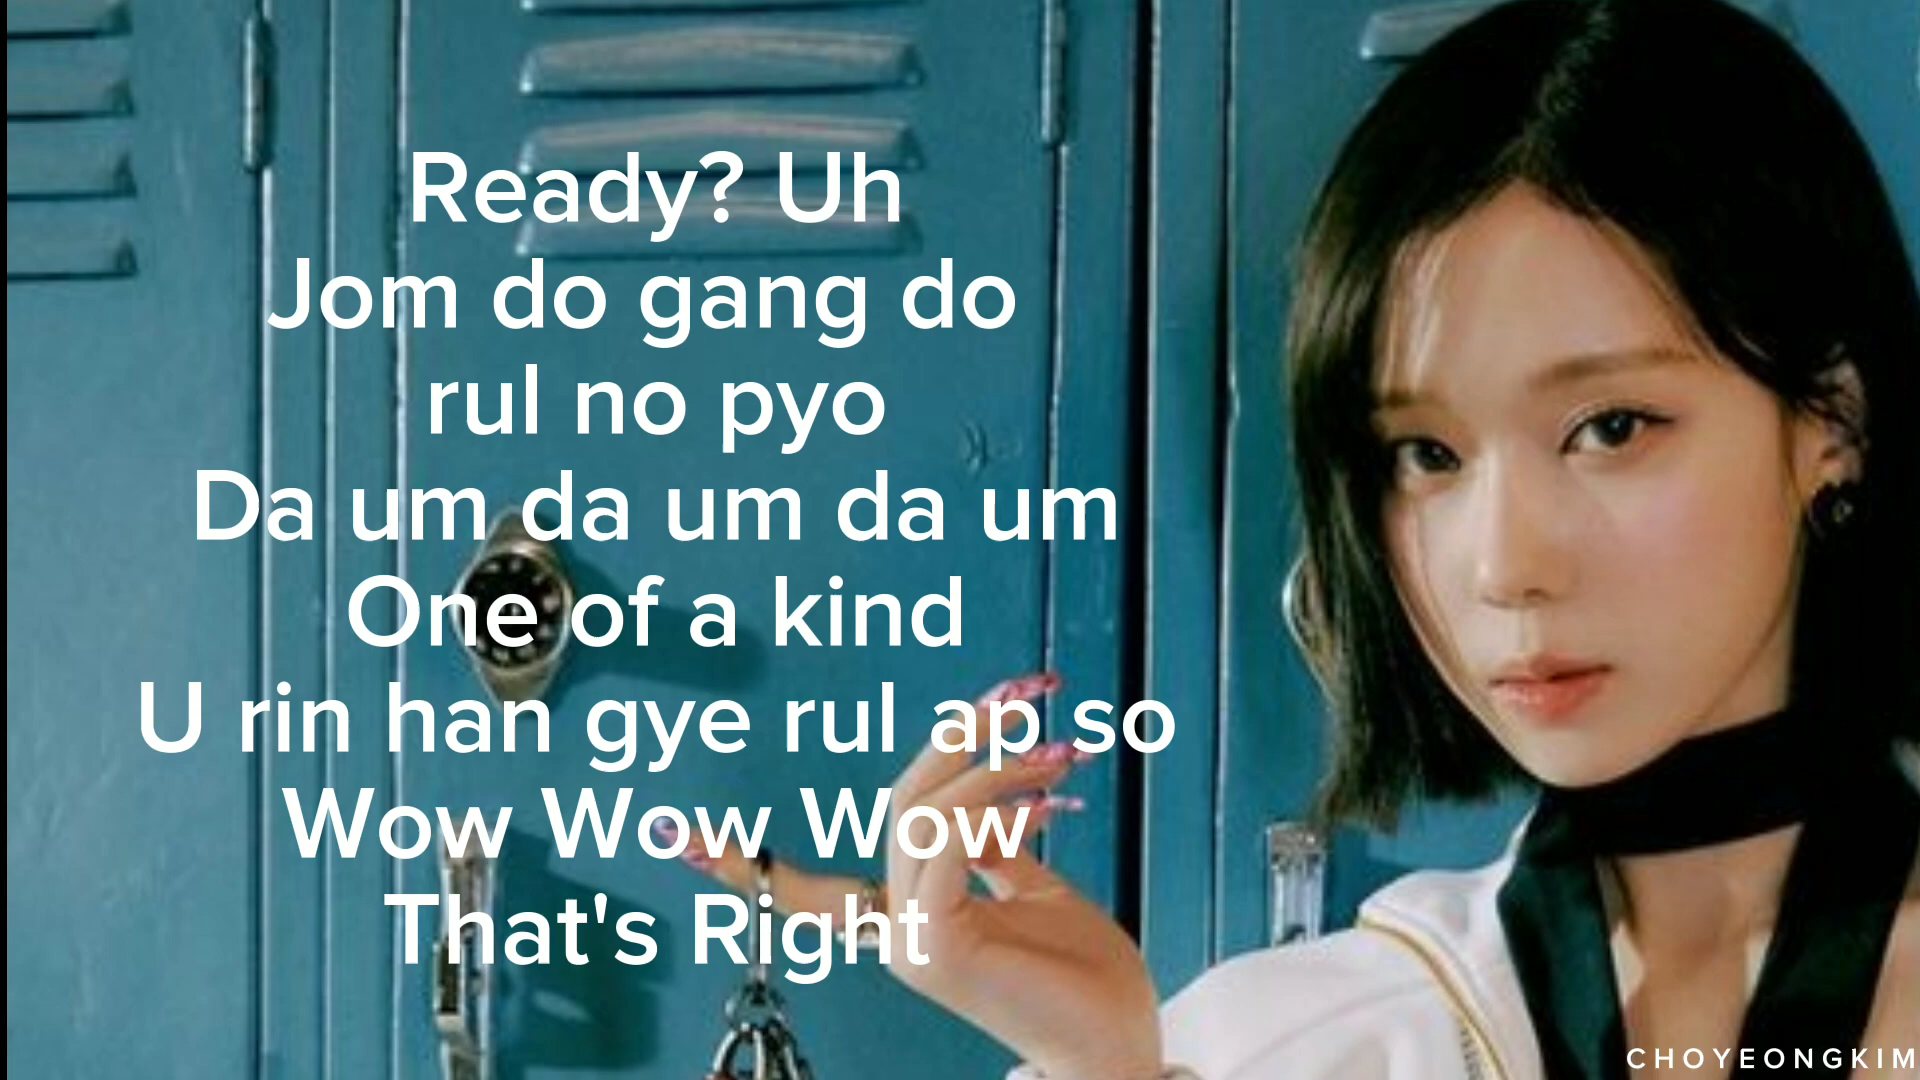 Ready? Uh
Jom do gang do
rul no pyo
Da um da um da um
One of a kind
U rin han gye rul ap so
Wow Wow Wow
That's Right
CHOYEONGKIM